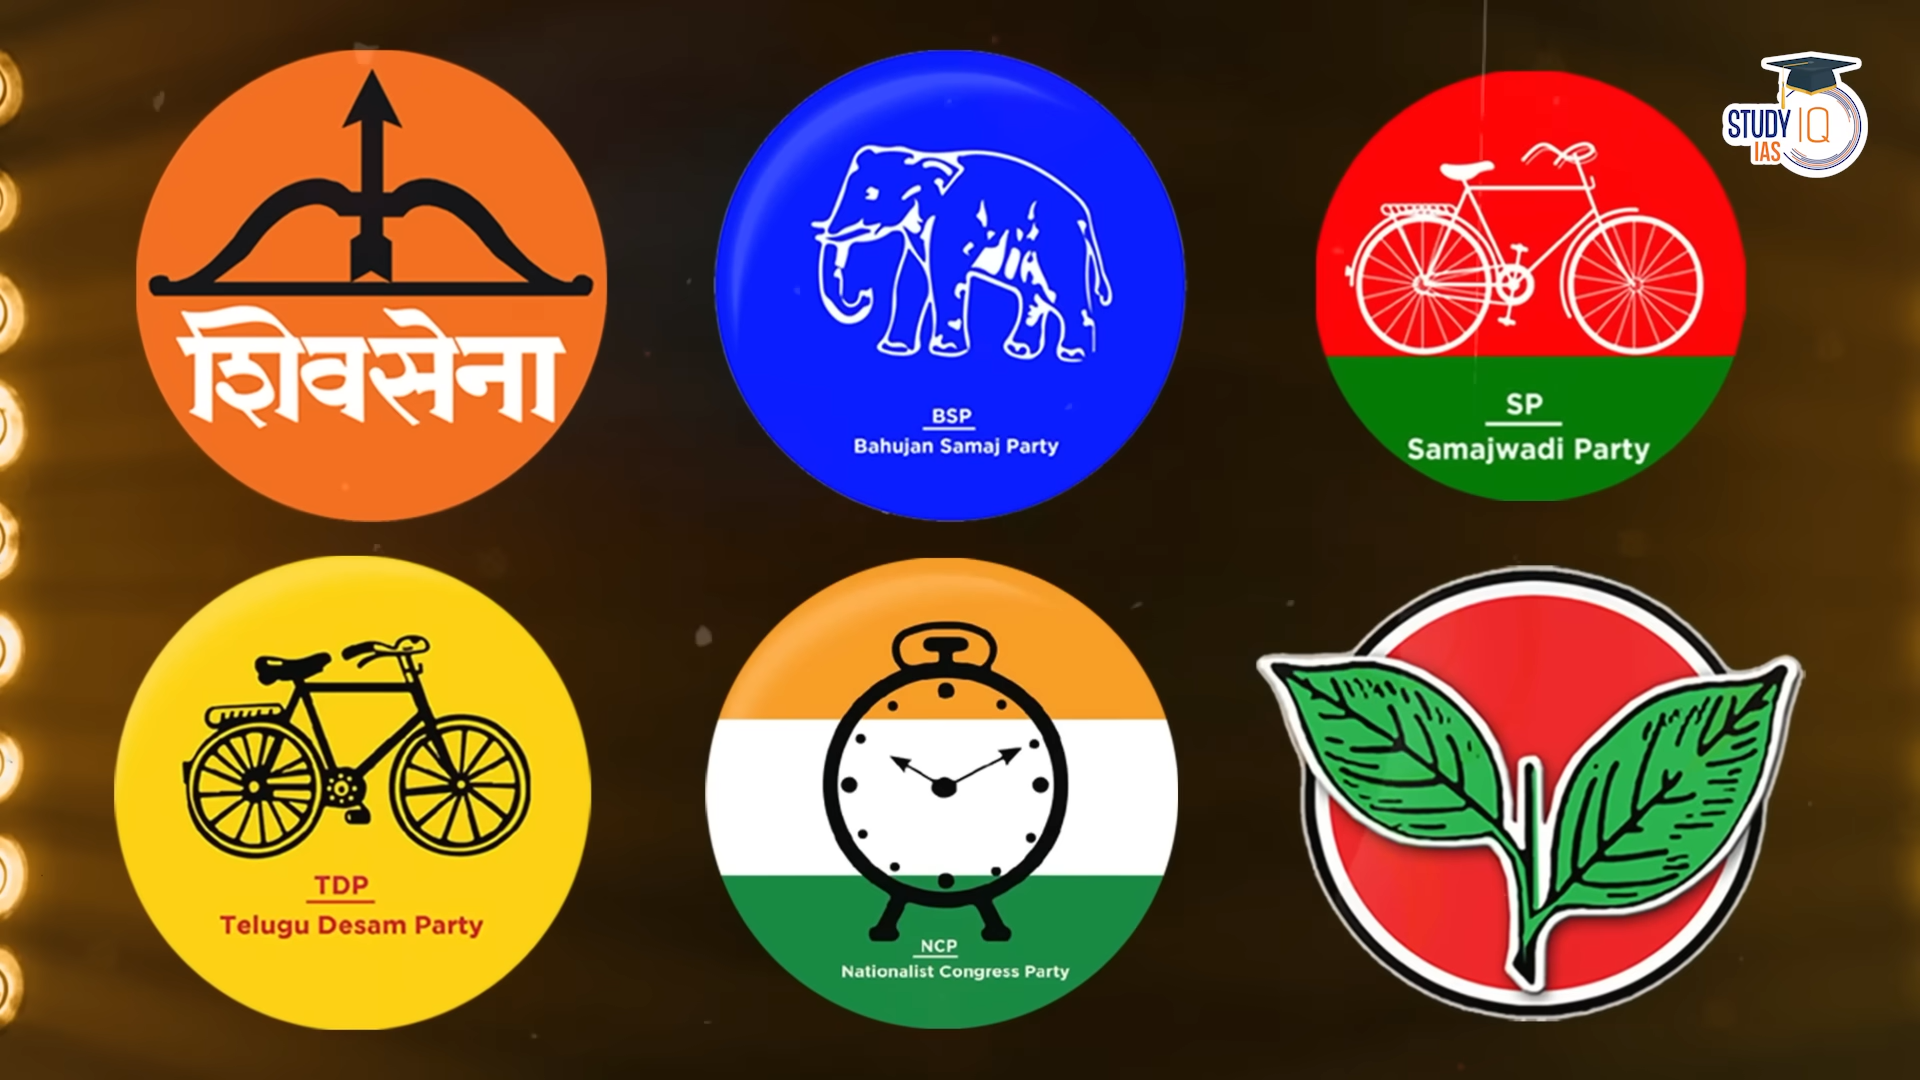 शिवसेना
BSP
Bahujan Samaj Party
SP
Samajwadi Party
STUDY IQ
IAS
TDP
Telugu Desam Party
NCP
Nationalist Congress Party